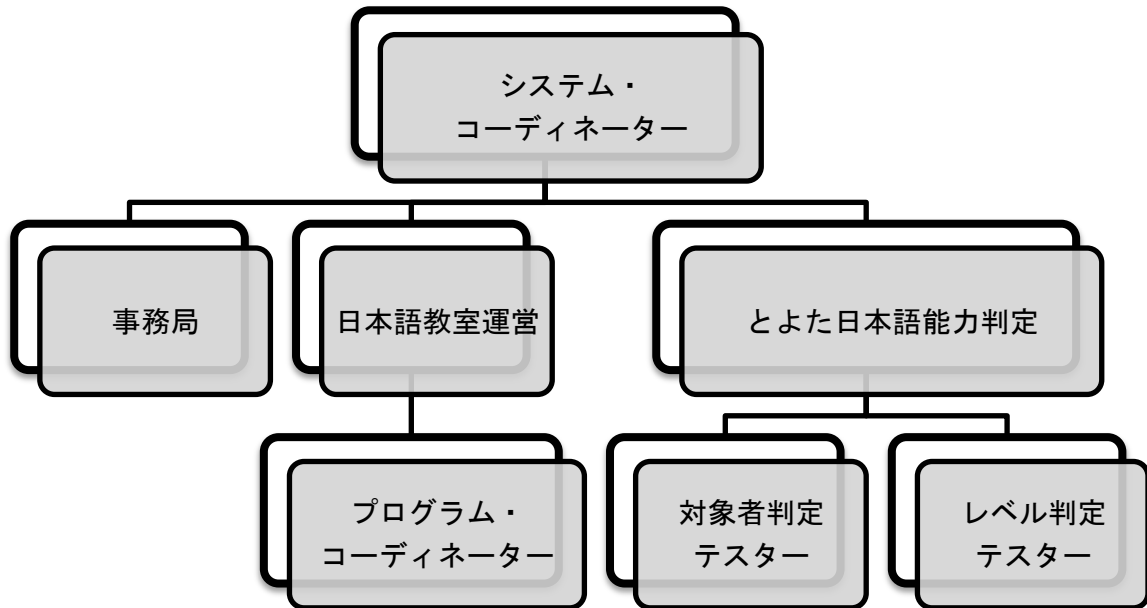 システム・
コーディネーター
事務局
日本語教室運営
とよた日本語能力判定
プログラム・
コーディネーター
対象者判定
テスター
レベル判定
テスター